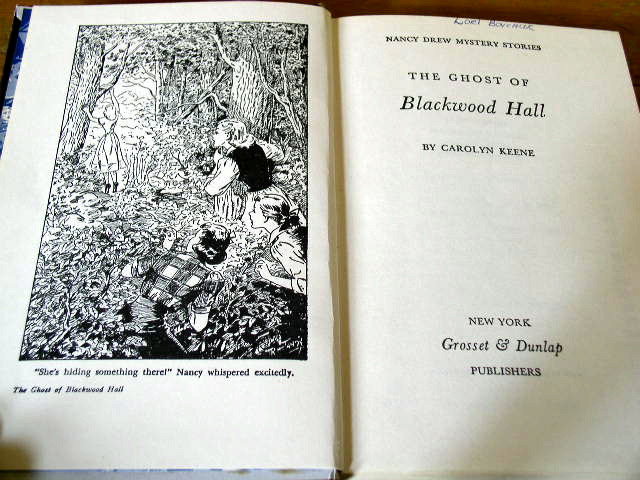 "She's hiding something there!" Nancy whispered excitedly.
The Ghost of Blackwood Hall
NANCY DREW MYSTERY STORIES
THE GHOST OF
Blackwood Hall
BY CAROLYN KEENE
NEW YORK
Grosset & Dunlap
PUBLISHERS